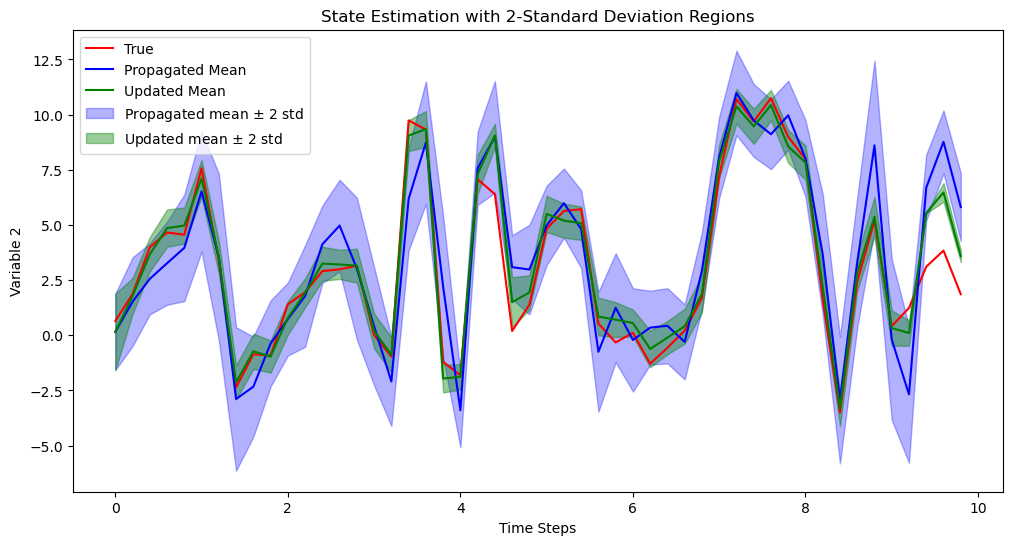 State Estimation with 2-Standard Deviation Regions
True
Propagated Mean
Updated Mean
Propagated mean ± 2 std
Updated mean ± 2 std
12.5
10.0
7.5
5.0
2.5
0.0
−2.5
−5.0
Variable 2
0 2 4 6 8 10
Time Steps